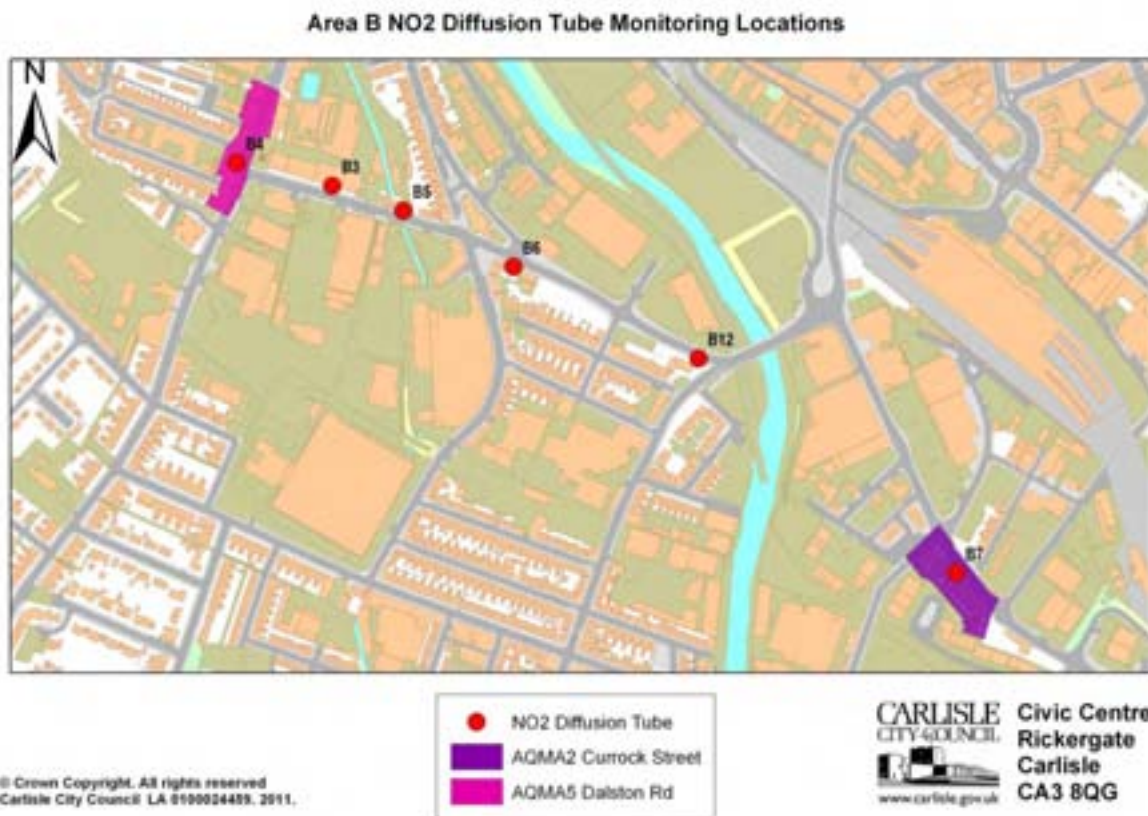 Area B NO2 Diffusion Tube Monitoring Locations
N
B4
B3
B5
B6
B12
B7
NO2 Diffusion Tube
AQMA2 Currock Street
AQMA5 Dalston Rd
© Crown Copyright. All rights reserved
Carlisle City Council LA 0100024459. 2011.
CARLISLE
CITY COUNCIL
www.carlisle.gov.uk
Civic Centre
Rickergate
Carlisle
CA3 8QG